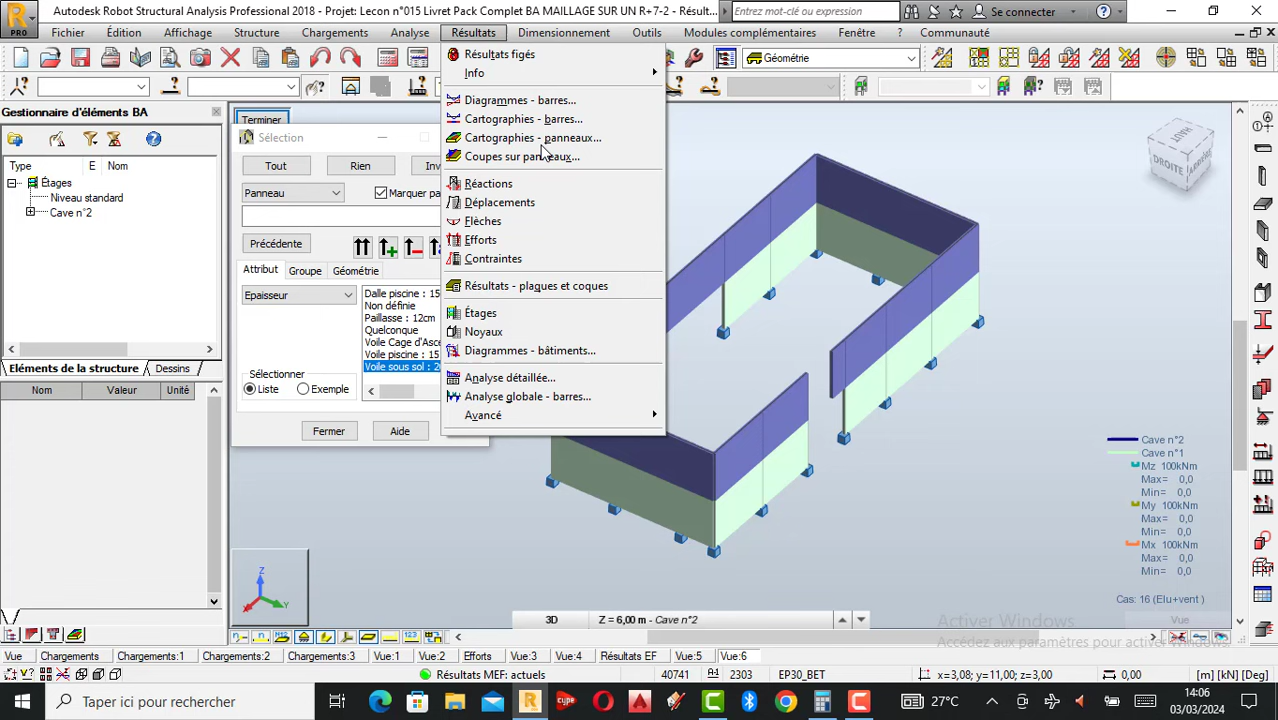 Autodesk Robot Structural Analysis Professional 2018 - Projet: Lecon n°015 Livret Pack Complet BA MAILLAGE SUR UN R+7-2 - Résult
Entrez mot-clé ou expression
Se connecter
PRO
Fichier Edition Affichage Structure Chargements Analyse Résultats Dimensionnement Outils Modules complémentaires Fenêtre ? Communauté
Géométrie
Gestionnaire d'éléments BA
Type E Nom
Étages
Niveau standard
Cave n°2
Eléments de la structure Dessins
Nom Valeur Unité
Terminer
Sélection
Tout Rien Inv
Panneau Marquer pa
Précédente
Attribut Groupe Géométrie
Epaisseur
Dalle piscine : 15
Non définie
Paillasse : 12cm
Quelconque
Voile Cage d'Asce
Voile piscine : 15
Voile sous sol : 20
Sélectionner
Liste Exemple
Fermer Aide
Résultats figés
Info
Diagrammes - barres...
Cartographies - barres...
Cartographies - panneaux...
Coupes sur panneaux...
Réactions
Déplacements
Flèches
Efforts
Contraintes
Résultats - plaques et coques
Étages
Noyaux
Diagrammes - bâtiments...
Analyse détaillée...
Analyse globale - barres...
Avancé
HAUT
DROITE
ARRIÈRE
Cave n°2
Cave n°1
Mz 100kNm
Max= 0,0
Min= 0,0
My 100kNm
Max= 0,0
Min= 0,0
Mx 100kNm
Max= 0,0
Min= 0,0
Cas: 16 (Elu+vent )
Z
X
Y
3D Z = 6,00 m - Cave n°2
Vue
Activer Windows
Accédez aux paramètres pour activer Windows.
Vue Chargements Chargements:1 Chargements:2 Chargements:3 Vue:1 Vue:2 Efforts Vue:3 Vue:4 Résultats EF Vue:5 Vue:6
Résultats MEF: actuels 40741 2303 EP30_BET x=3,08; y=11,00; z=3,00 0,00 [m] [kN] [Deg]
Taper ici pour rechercher
cype
27°C
14:06
03/03/2024